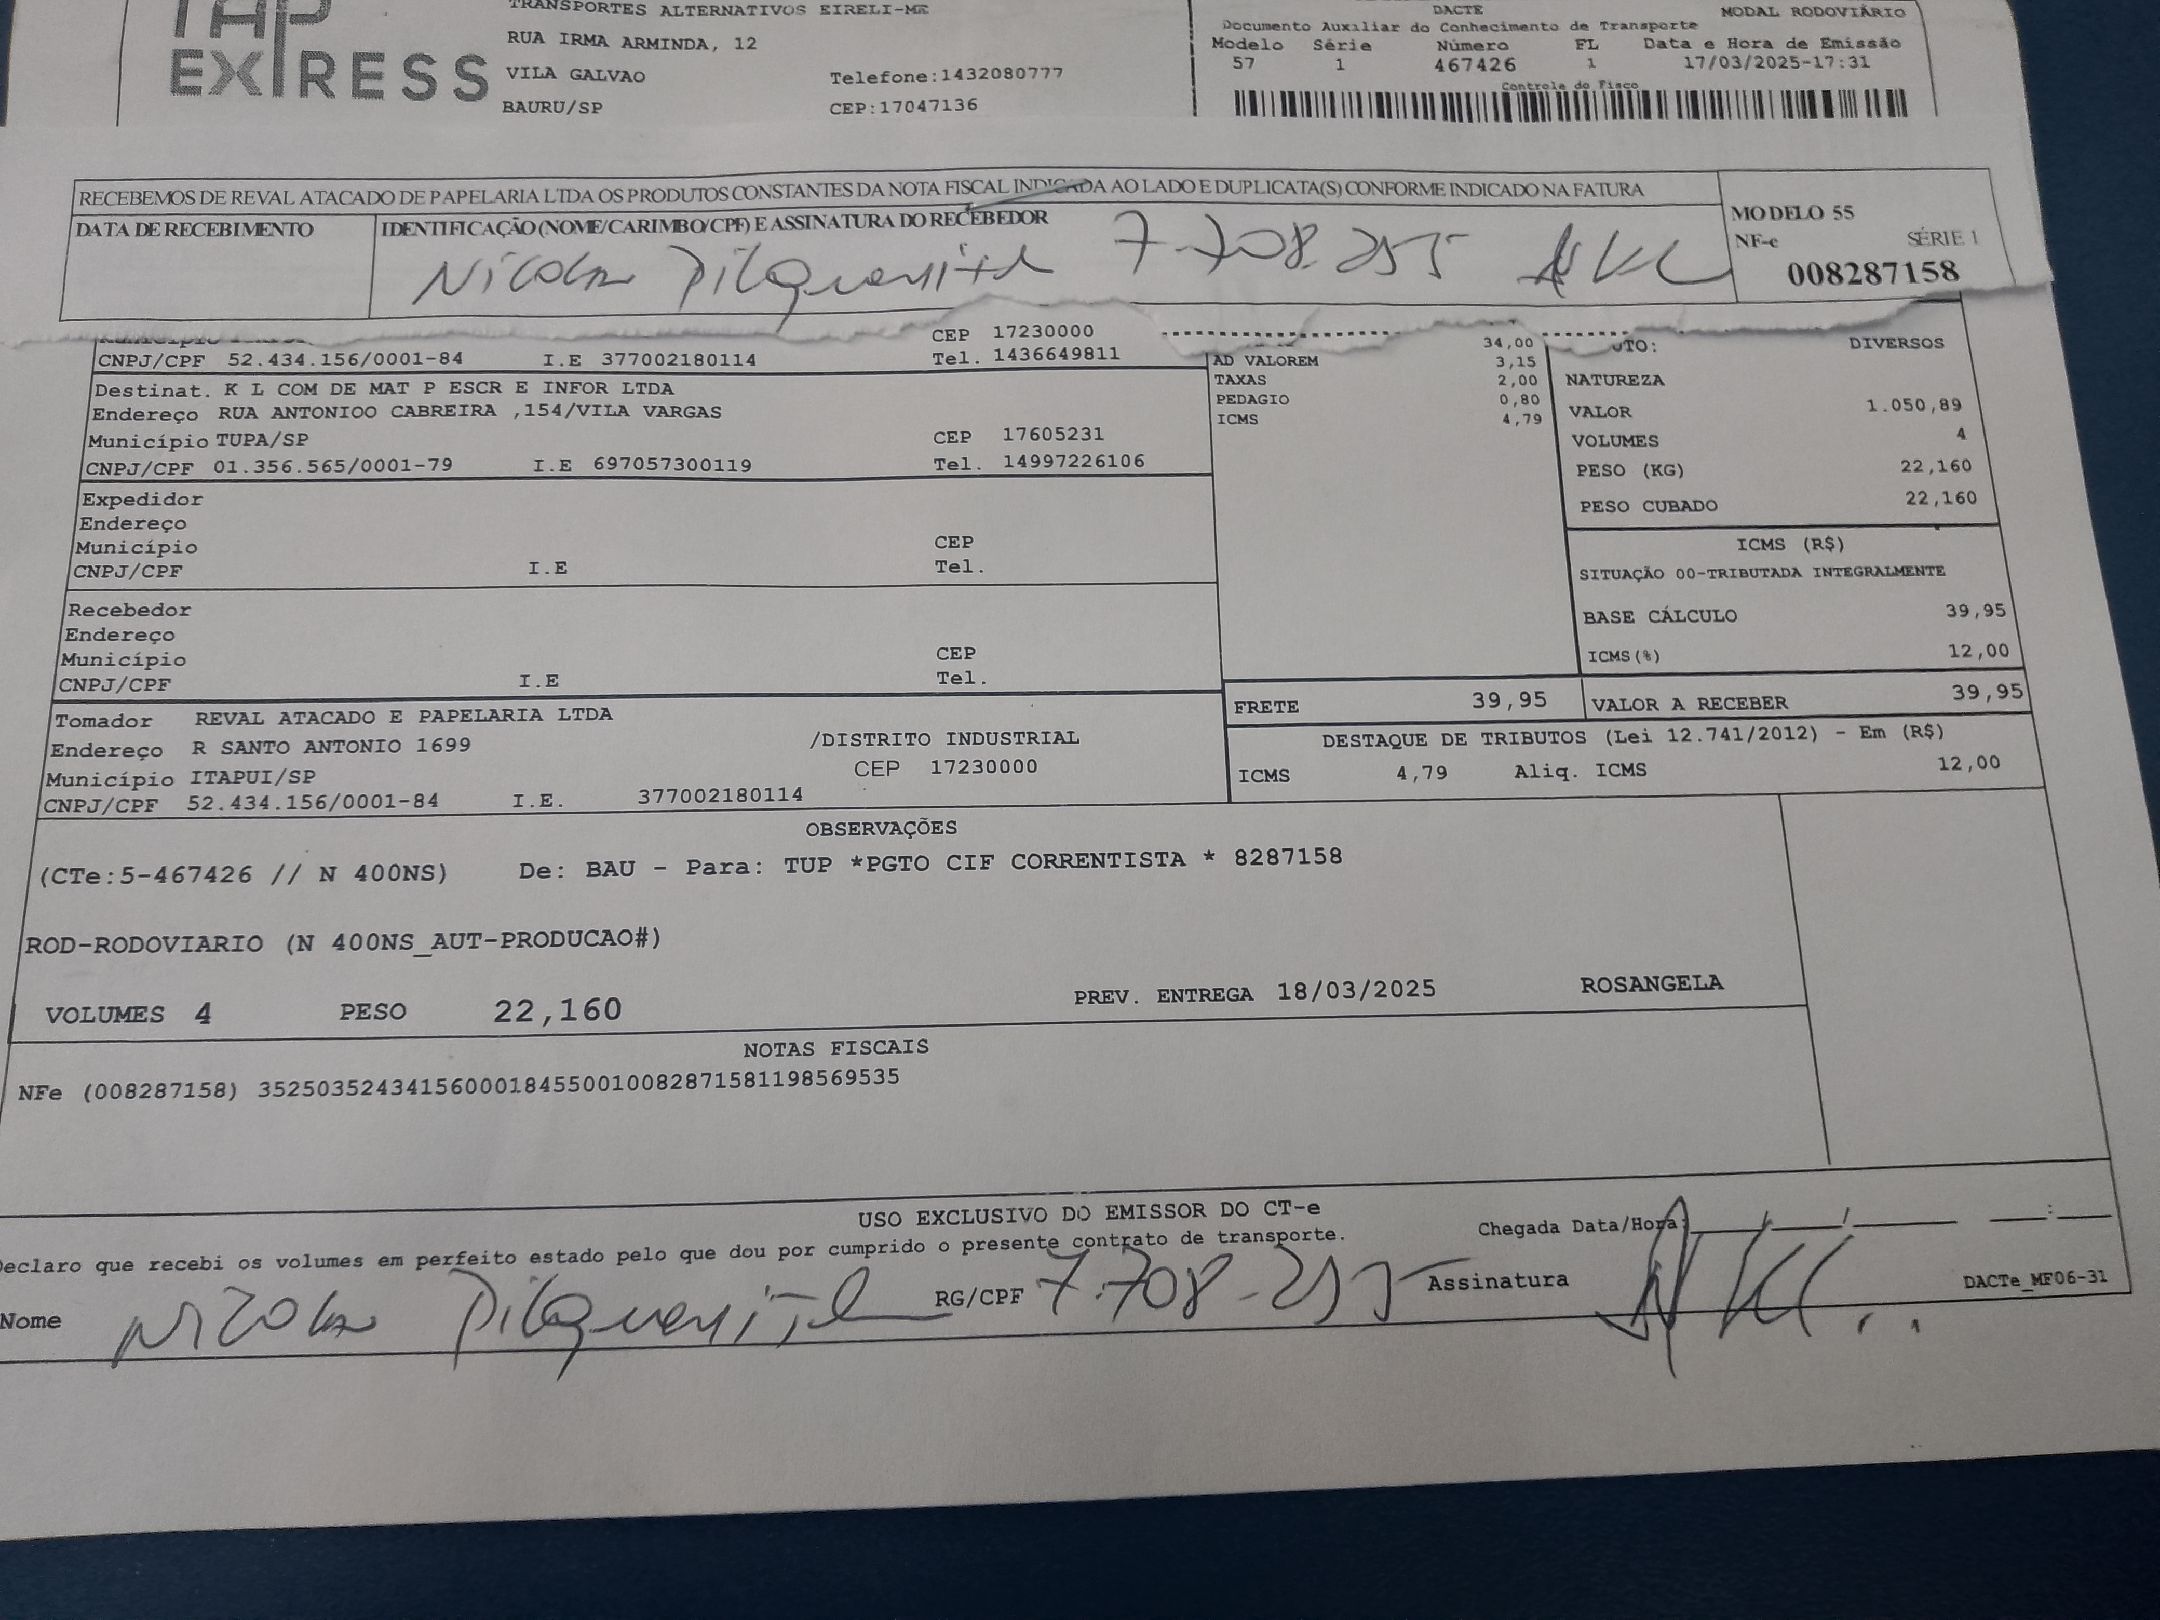 TAP
EXPRESS
TRANSPORTES ALTERNATIVOS EIRELI-ME
RUA IRMA ARMINDA, 12
VILA GALVAO Telefone:1432080777
BAURU/SP CEP:17047136
DACTE MODAL RODOVIÁRIO
Documento Auxiliar do Conhecimento de Transporte
Modelo Série Número FL Data e Hora de Emissão
57 1 467426 1 17/03/2025-17:31
Controle do Fisco
RECEBEMOS DE REVAL ATACADO DE PAPELARIA LTDA OS PRODUTOS CONSTANTES DA NOTA FISCAL INDICADA AO LADO E DUPLICATA(S) CONFORME INDICADO NA FATURA
DATA DE RECEBIMENTO IDENTIFICAÇÃO (NOME/CARIMBO/CPF) E ASSINATURA DO RECEBEDOR
7.708.255
MODELO 55
NF-e SÉRIE 1
008287158
CEP 17230000
CNPJ/CPF 52.434.156/0001-84 I.E 377002180114 Tel. 1436649811
Destinat. K L COM DE MAT P ESCR E INFOR LTDA
Endereço RUA ANTONIOO CABREIRA ,154/VILA VARGAS
Município TUPA/SP CEP 17605231
CNPJ/CPF 01.356.565/0001-79 I.E 697057300119 Tel. 14997226106
Expedidor
Endereço
Município CEP
CNPJ/CPF I.E Tel.
Recebedor
Endereço
Município CEP
CNPJ/CPF I.E Tel.
Tomador REVAL ATACADO E PAPELARIA LTDA
Endereço R SANTO ANTONIO 1699 /DISTRITO INDUSTRIAL
Município ITAPUI/SP CEP 17230000
CNPJ/CPF 52.434.156/0001-84 I.E. 377002180114
34,00
AD VALOREM 3,15
TAXAS 2,00
PEDAGIO 0,80
ICMS 4,79
UTO: DIVERSOS
NATUREZA
VALOR 1.050,89
VOLUMES 4
PESO (KG) 22,160
PESO CUBADO 22,160
ICMS (R$)
SITUAÇÃO 00-TRIBUTADA INTEGRALMENTE
BASE CÁLCULO 39,95
ICMS(%) 12,00
FRETE 39,95 VALOR A RECEBER 39,95
DESTAQUE DE TRIBUTOS (Lei 12.741/2012) - Em (R$)
ICMS 4,79 Aliq. ICMS 12,00
OBSERVAÇÕES
(CTe:5-467426 // N 400NS) De: BAU - Para: TUP *PGTO CIF CORRENTISTA * 8287158
ROD-RODOVIARIO (N 400NS_AUT-PRODUCAO#)
VOLUMES 4 PESO 22,160 PREV. ENTREGA 18/03/2025 ROSANGELA
NOTAS FISCAIS
NFe (008287158) 35250352434156000184550010082871581198569535
USO EXCLUSIVO DO EMISSOR DO CT-e
Declaro que recebi os volumes em perfeito estado pelo que dou por cumprido o presente contrato de transporte.
Chegada Data/Hora: ___/___/___ ___:___
Nome RG/CPF 7.708.255 Assinatura
DACTe_MF06-31